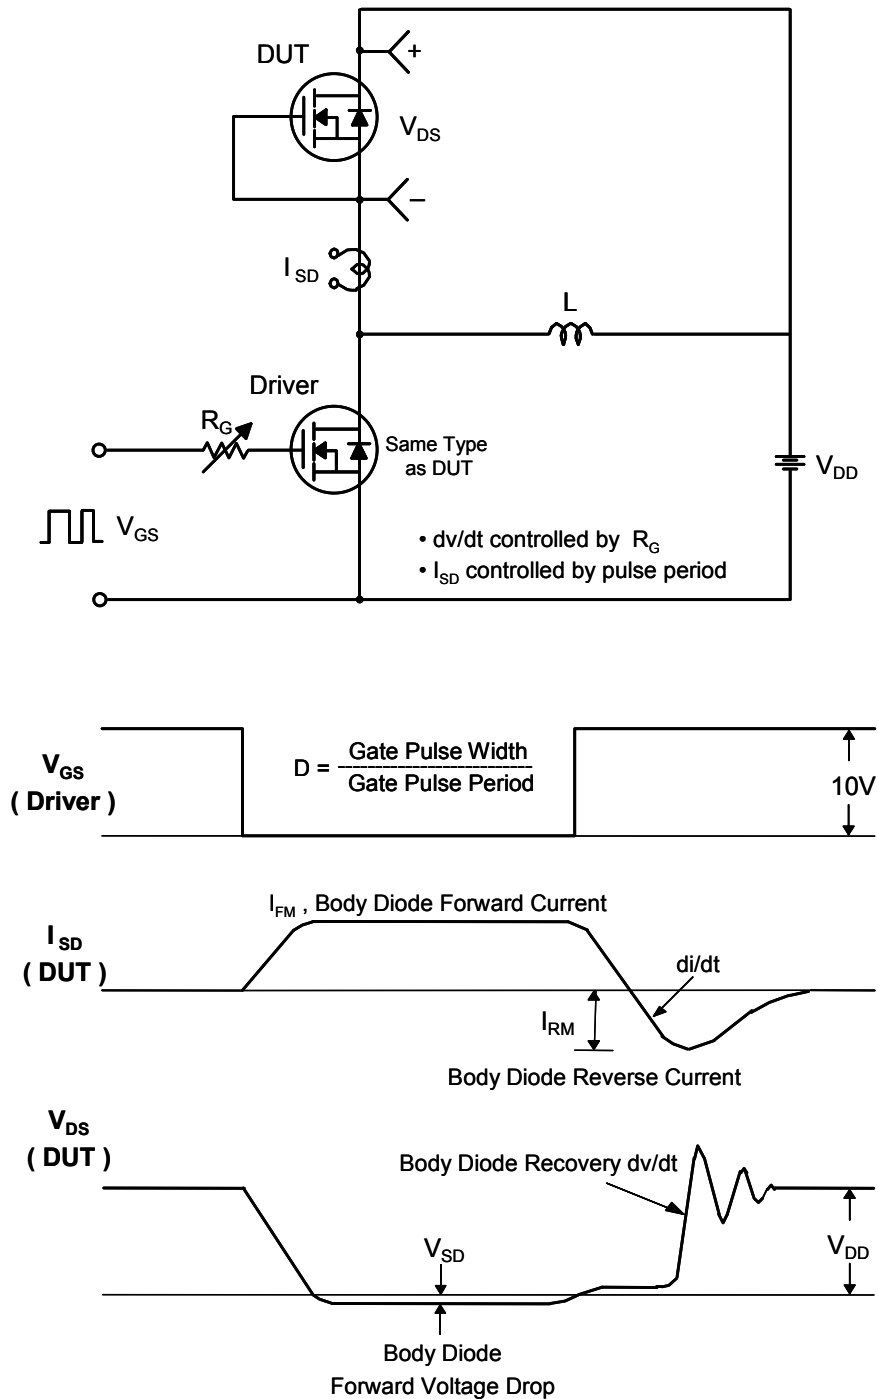 DUT
+
V_DS
−
I_SD
L
Driver
R_G
Same Type
as DUT
V_DD
V_GS
• dv/dt controlled by R_G
• I_SD controlled by pulse period
V_GS
( Driver )
D = Gate Pulse Width
Gate Pulse Period
10V
I_FM , Body Diode Forward Current
I_SD
( DUT )
di/dt
I_RM
Body Diode Reverse Current
V_DS
( DUT )
Body Diode Recovery dv/dt
V_SD
V_DD
Body Diode
Forward Voltage Drop